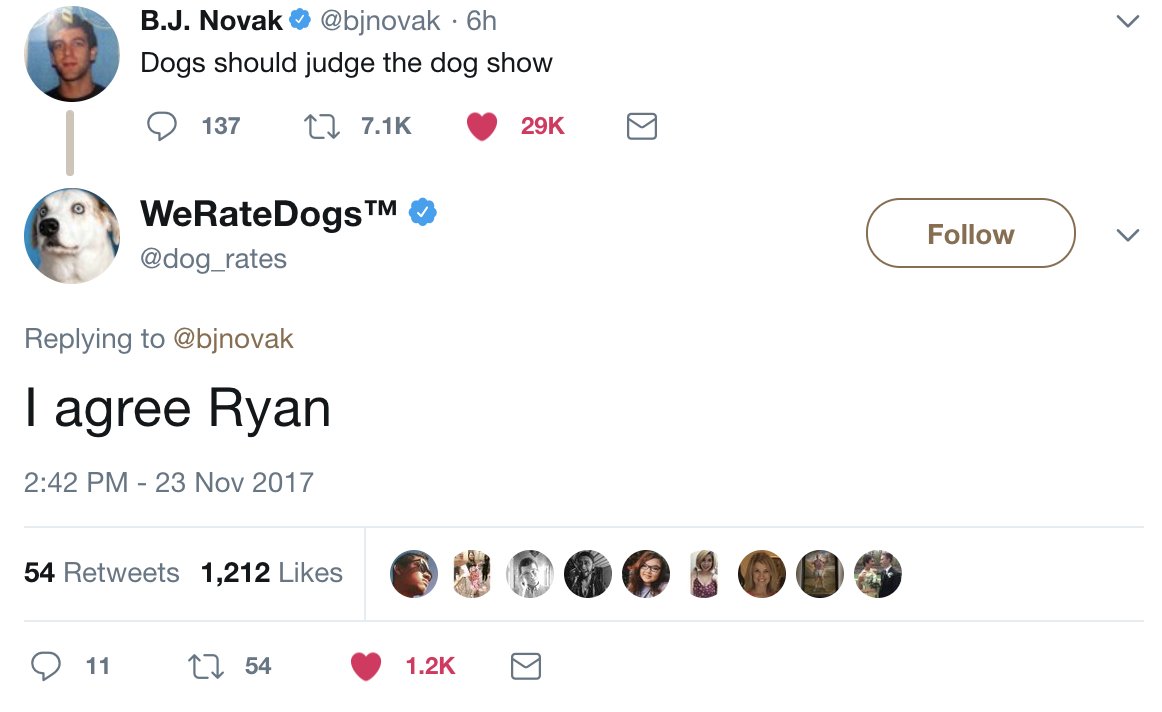 B.J. Novak @bjnovak · 6h
Dogs should judge the dog show
137 7.1K 29K
WeRateDogs™
@dog_rates
Follow
Replying to @bjnovak
I agree Ryan
2:42 PM - 23 Nov 2017
54 Retweets 1,212 Likes
11 54 1.2K